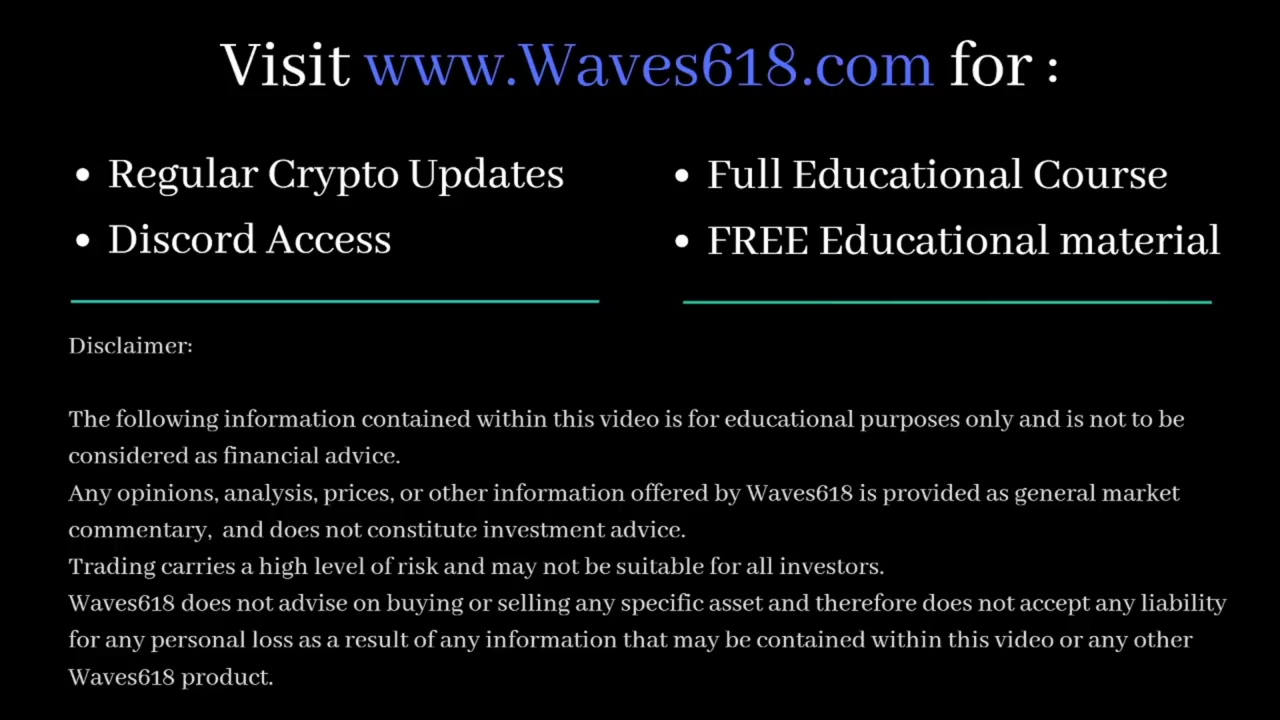 Visit www.Waves618.com for :
• Regular Crypto Updates
• Discord Access
• Full Educational Course
• FREE Educational material
Disclaimer:
The following information contained within this video is for educational purposes only and is not to be
considered as financial advice.
Any opinions, analysis, prices, or other information offered by Waves618 is provided as general market
commentary,  and does not constitute investment advice.
Trading carries a high level of risk and may not be suitable for all investors.
Waves618 does not advise on buying or selling any specific asset and therefore does not accept any liability
for any personal loss as a result of any information that may be contained within this video or any other
Waves618 product.